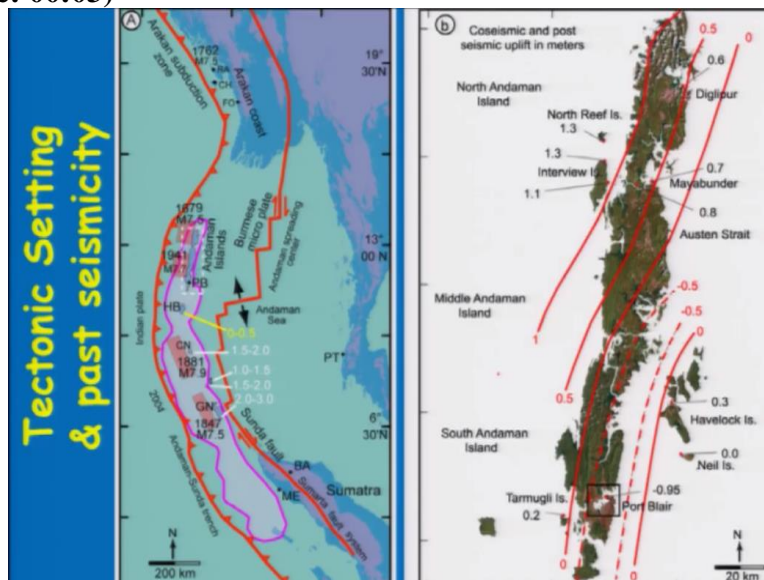 e. 00.05)
Tectonic Setting
& past seismicity
A
1762
M7.5
RA
CH
FO
Arakan subduction
zone
Arakan coast
19°
30'N
1679
M7.5
1941
M7.7
Andaman
Islands
Burmese
micro plate
Andaman spreading
center
13°
00 N
PB
HB
Indian plate
Andaman
Sea
0-0.5
PT
CN
1.5-2.0
1881
M7.9
1.0-1.5
1.5-2.0
2.0-3.0
GN
1847
M7.5
2004
Sunda fault
6°
30'N
Andaman-Sunda trench
BA
ME
Sumatra
Sumatra fault
system
N
200 km
b
Coseismic and post
seismic uplift in meters
0.5
0
0.6
Diglipur
North Andaman
Island
North Reef Is.
1.3
1.3
Interview I.
1.1
0.7
Mayabunder
0.8
Austen Strait
Middle Andaman
Island
1
-0.5
-0.5
0
0.5
0.3
Havelock Is.
South Andaman
Island
0.0
Neil Is.
-0.95
Tarmugli Is.
Port Blair
0.2
0
0
N
20 km